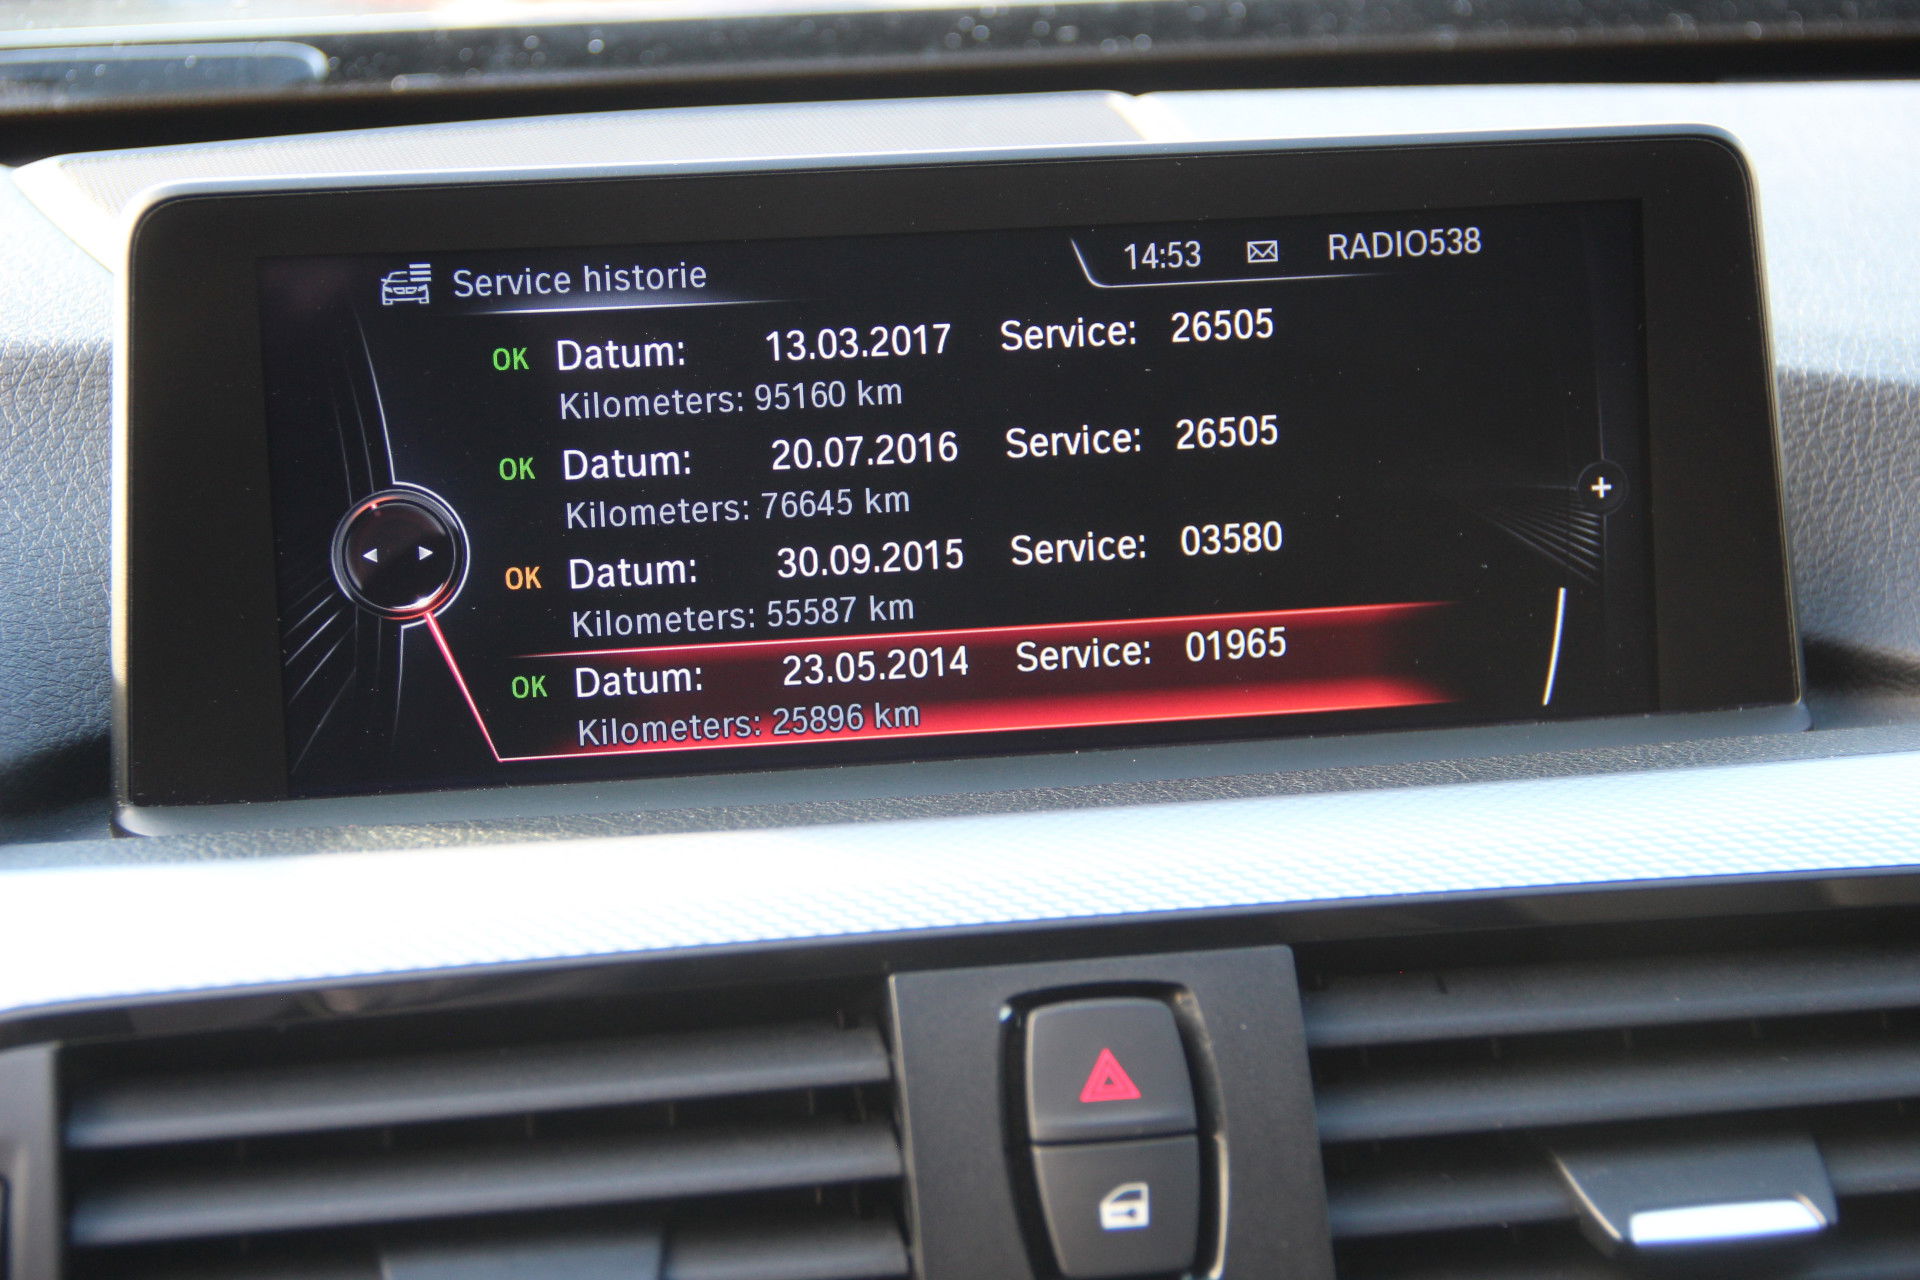 Service historie 14:53 RADIO538
OK Datum: 13.03.2017 Service: 26505
Kilometers: 95160 km
OK Datum: 20.07.2016 Service: 26505
Kilometers: 76645 km
OK Datum: 30.09.2015 Service: 03580
Kilometers: 55587 km
OK Datum: 23.05.2014 Service: 01965
Kilometers: 25896 km